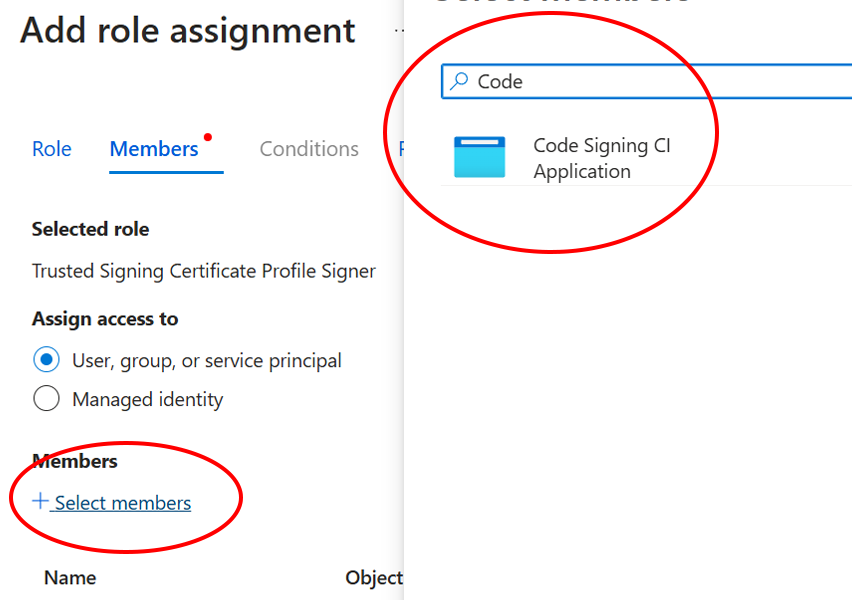 Add role assignment
Role
Members
Conditions
Selected role
Trusted Signing Certificate Profile Signer
Assign access to
User, group, or service principal
Managed identity
Members
+ Select members
Name
Object
Code
Code Signing CI
Application